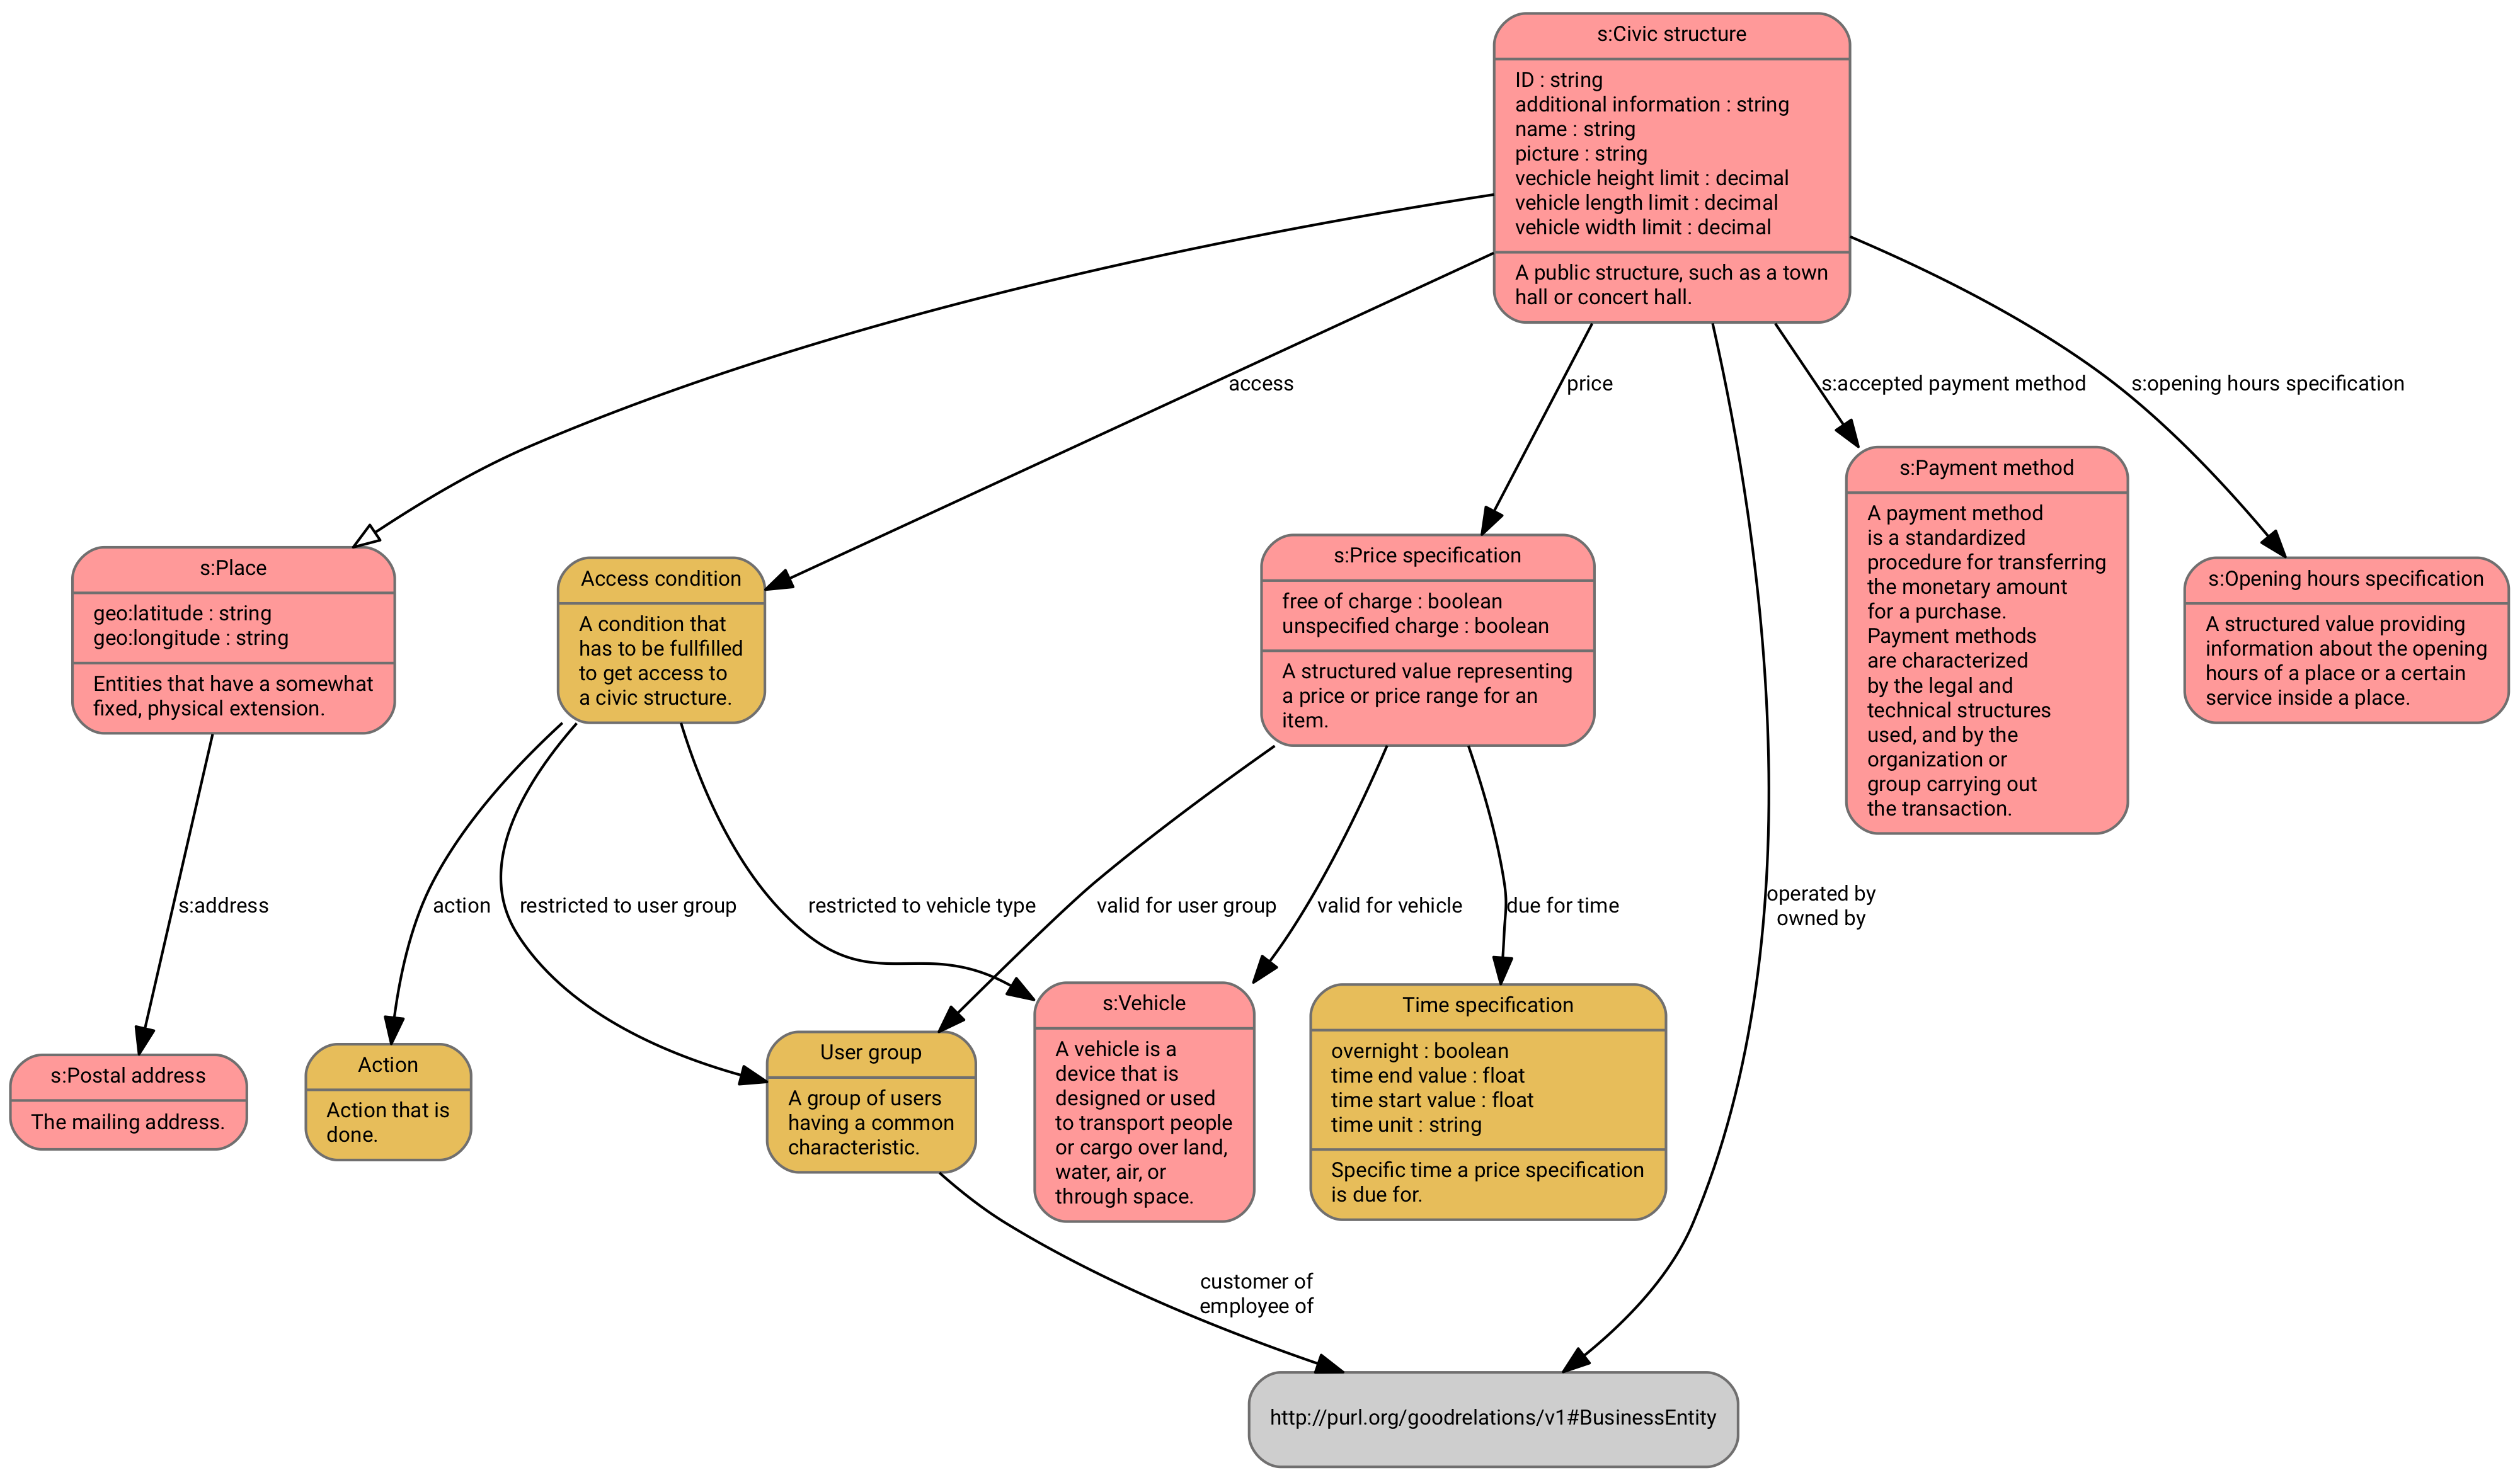 s:Civic structure
ID : string
additional information : string
name : string
picture : string
vechicle height limit : decimal
vehicle length limit : decimal
vehicle width limit : decimal
A public structure, such as a town
hall or concert hall.
access
price
s:accepted payment method
s:opening hours specification
s:Place
geo:latitude : string
geo:longitude : string
Entities that have a somewhat
fixed, physical extension.
Access condition
A condition that
has to be fullfilled
to get access to
a civic structure.
s:Price specification
free of charge : boolean
unspecified charge : boolean
A structured value representing
a price or price range for an
item.
s:Payment method
A payment method
is a standardized
procedure for transferring
the monetary amount
for a purchase.
Payment methods
are characterized
by the legal and
technical structures
used, and by the
organization or
group carrying out
the transaction.
s:Opening hours specification
A structured value providing
information about the opening
hours of a place or a certain
service inside a place.
s:address
action
restricted to user group
restricted to vehicle type
valid for user group
valid for vehicle
due for time
operated by
owned by
s:Postal address
The mailing address.
Action
Action that is
done.
User group
A group of users
having a common
characteristic.
s:Vehicle
A vehicle is a
device that is
designed or used
to transport people
or cargo over land,
water, air, or
through space.
Time specification
overnight : boolean
time end value : float
time start value : float
time unit : string
Specific time a price specification
is due for.
customer of
employee of
http://purl.org/goodrelations/v1#BusinessEntity